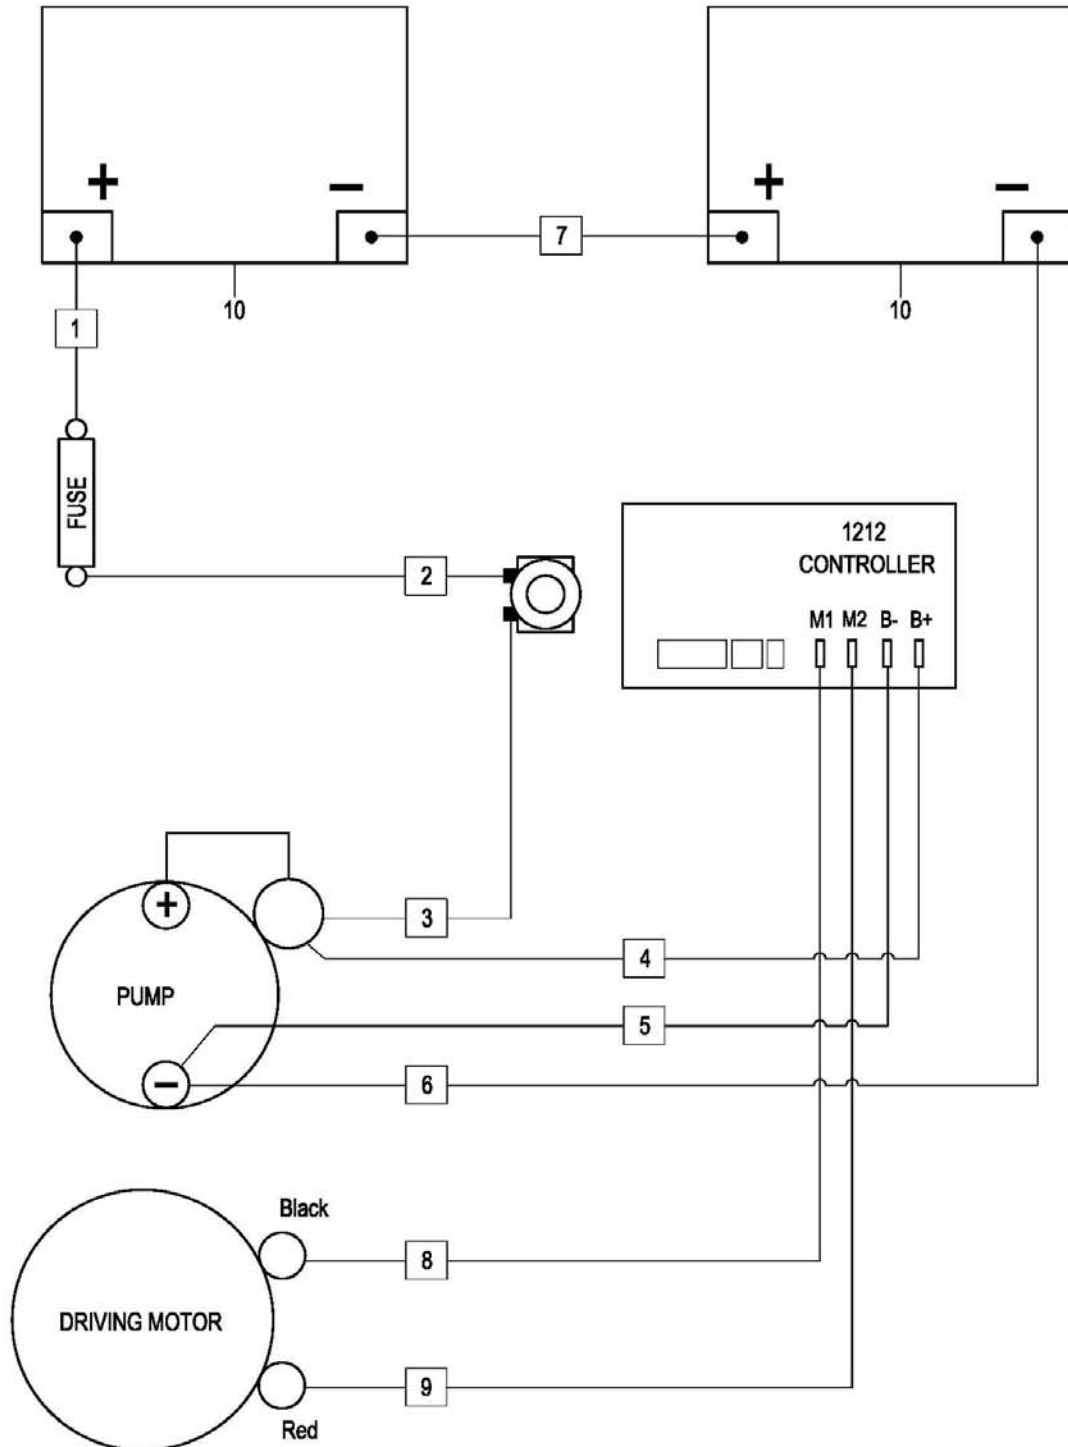 + − + −
7
10 10
1
FUSE
1212
CONTROLLER
2
M1 M2 B- B+
+
3
4
PUMP
5
−
6
Black
8
DRIVING MOTOR
9
Red